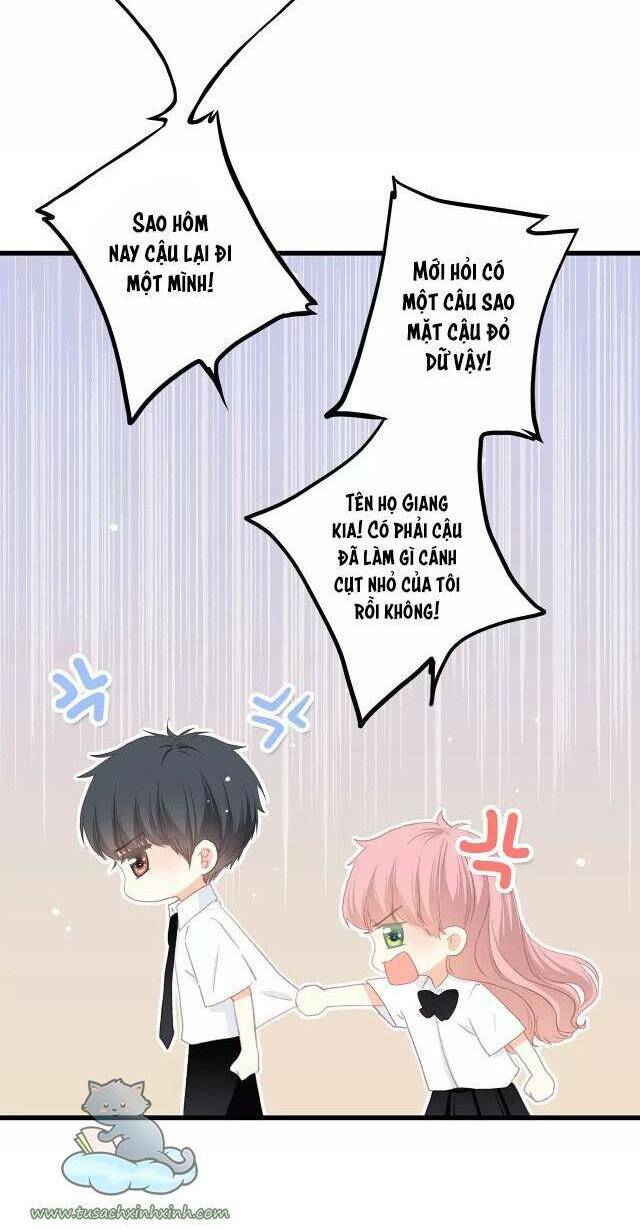 SAO HÔM
NAY CẬU LẠI ĐI
MỘT MÌNH!
MỚI HỎI CÓ
MỘT CÂU SAO
MẶT CẬU ĐỎ
DỮ VẬY!
TÊN HỌ GIANG
KIA! CÓ PHẢI CẬU
ĐÃ LÀM GÌ CÁNH
CỤT NHỎ CỦA TÔI
RỒI KHÔNG!
www.tusachxinhxinh.com